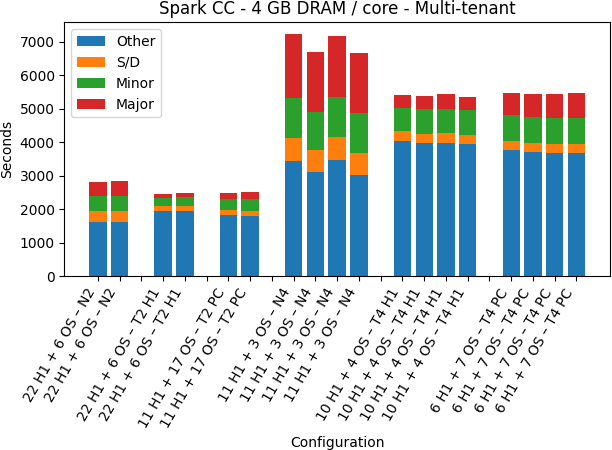 Spark CC - 4 GB DRAM / core - Multi-tenant
Seconds
7000
6000
5000
4000
3000
2000
1000
0
Other
S/D
Minor
Major
22 H1 + 6 OS - N2
22 H1 + 6 OS - N2
22 H1 + 6 OS - T2 H1
22 H1 + 6 OS - T2 H1
11 H1 + 17 OS - T2 PC
11 H1 + 17 OS - T2 PC
11 H1 + 3 OS - N4
11 H1 + 3 OS - N4
11 H1 + 3 OS - N4
11 H1 + 3 OS - N4
10 H1 + 4 OS - T4 H1
10 H1 + 4 OS - T4 H1
10 H1 + 4 OS - T4 H1
10 H1 + 4 OS - T4 H1
6 H1 + 7 OS - T4 PC
6 H1 + 7 OS - T4 PC
6 H1 + 7 OS - T4 PC
6 H1 + 7 OS - T4 PC
Configuration